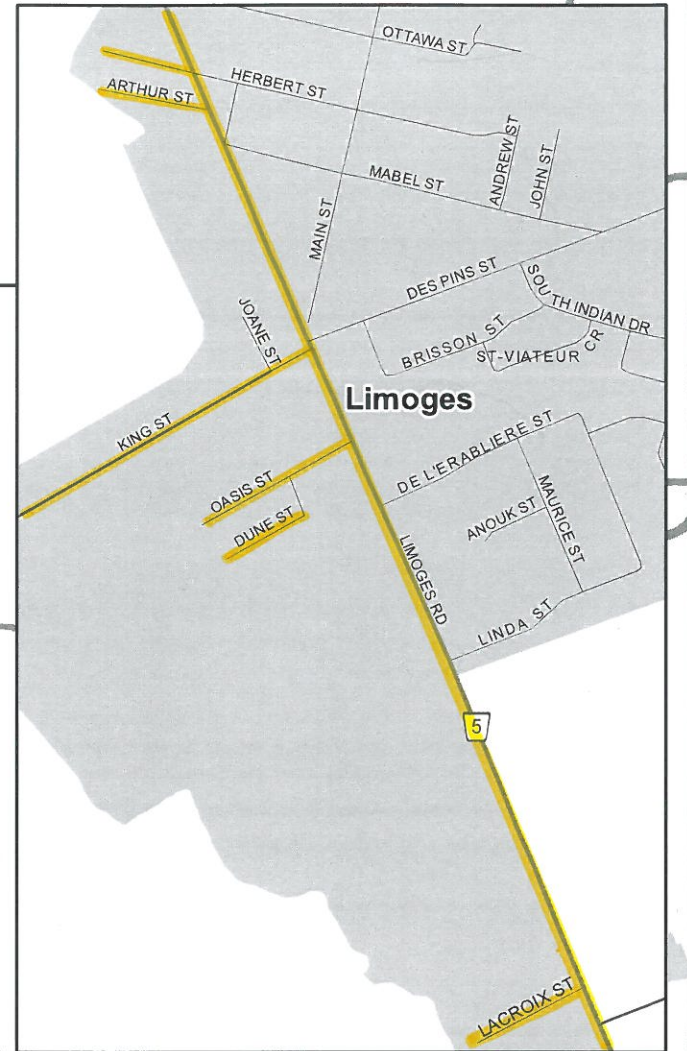 OTTAWA ST
HERBERT ST
ARTHUR ST
ANDREW ST
JOHN ST
MABEL ST
MAIN ST
DES PINS ST
SOUTH INDIAN DR
JOANE ST
BRISSON ST
ST-VIATEUR CR
Limoges
KING ST
DE L'ERABLIERE ST
OASIS ST
MAURICE ST
ANOUK ST
DUNE ST
LIMOGES RD
LINDA ST
5
LACROIX ST